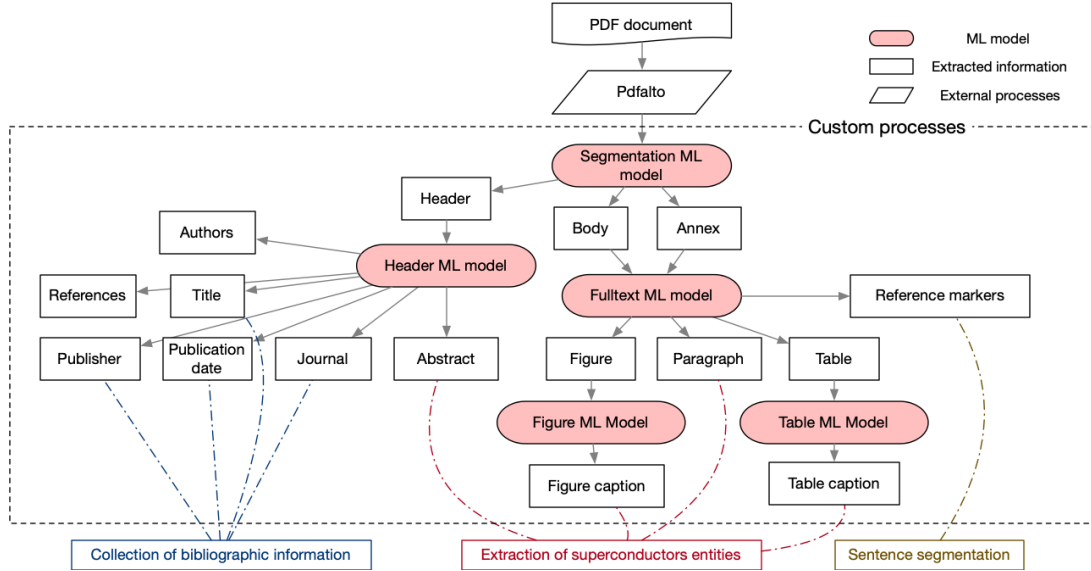 PDF document
ML model
Extracted information
Pdfalto
External processes
Custom processes
Segmentation ML
model
Header
Body
Annex
Authors
Header ML model
References
Title
Fulltext ML model
Reference markers
Publisher
Publication
date
Journal
Abstract
Figure
Paragraph
Table
Figure ML Model
Table ML Model
Figure caption
Table caption
Collection of bibliographic information
Extraction of superconductors entities
Sentence segmentation